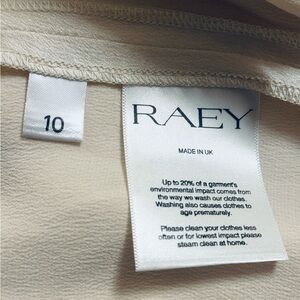 10
RAEY
MADE IN UK
Up to 20% of a garment's
environmental impact comes from
the way we wash our clothes.
Washing also causes clothes to
age prematurely.
Please clean your clothes less
often or for lowest impact please
steam clean at home.